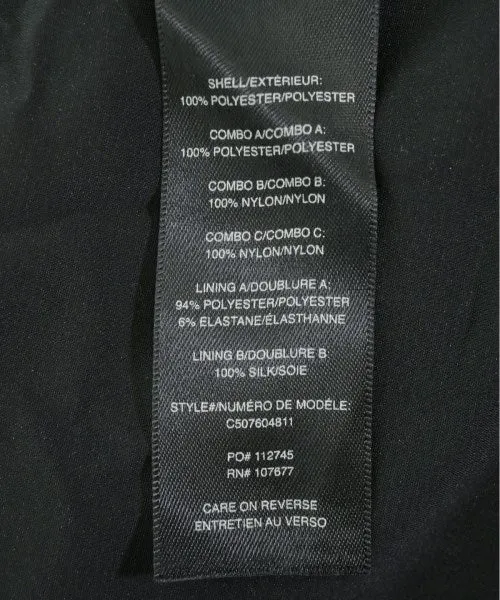 SHELL/EXTÉRIEUR:
100% POLYESTER/POLYESTER
COMBO A/COMBO A:
100% POLYESTER/POLYESTER
COMBO B/COMBO B:
100% NYLON/NYLON
COMBO C/COMBO C:
100% NYLON/NYLON
LINING A/DOUBLURE A:
94% POLYESTER/POLYESTER
6% ELASTANE/ÉLASTHANNE
LINING B/DOUBLURE B
100% SILK/SOIE
STYLE#/NUMÉRO DE MODÈLE:
C507604811
PO# 112745
RN# 107677
CARE ON REVERSE
ENTRETIEN AU VERSO